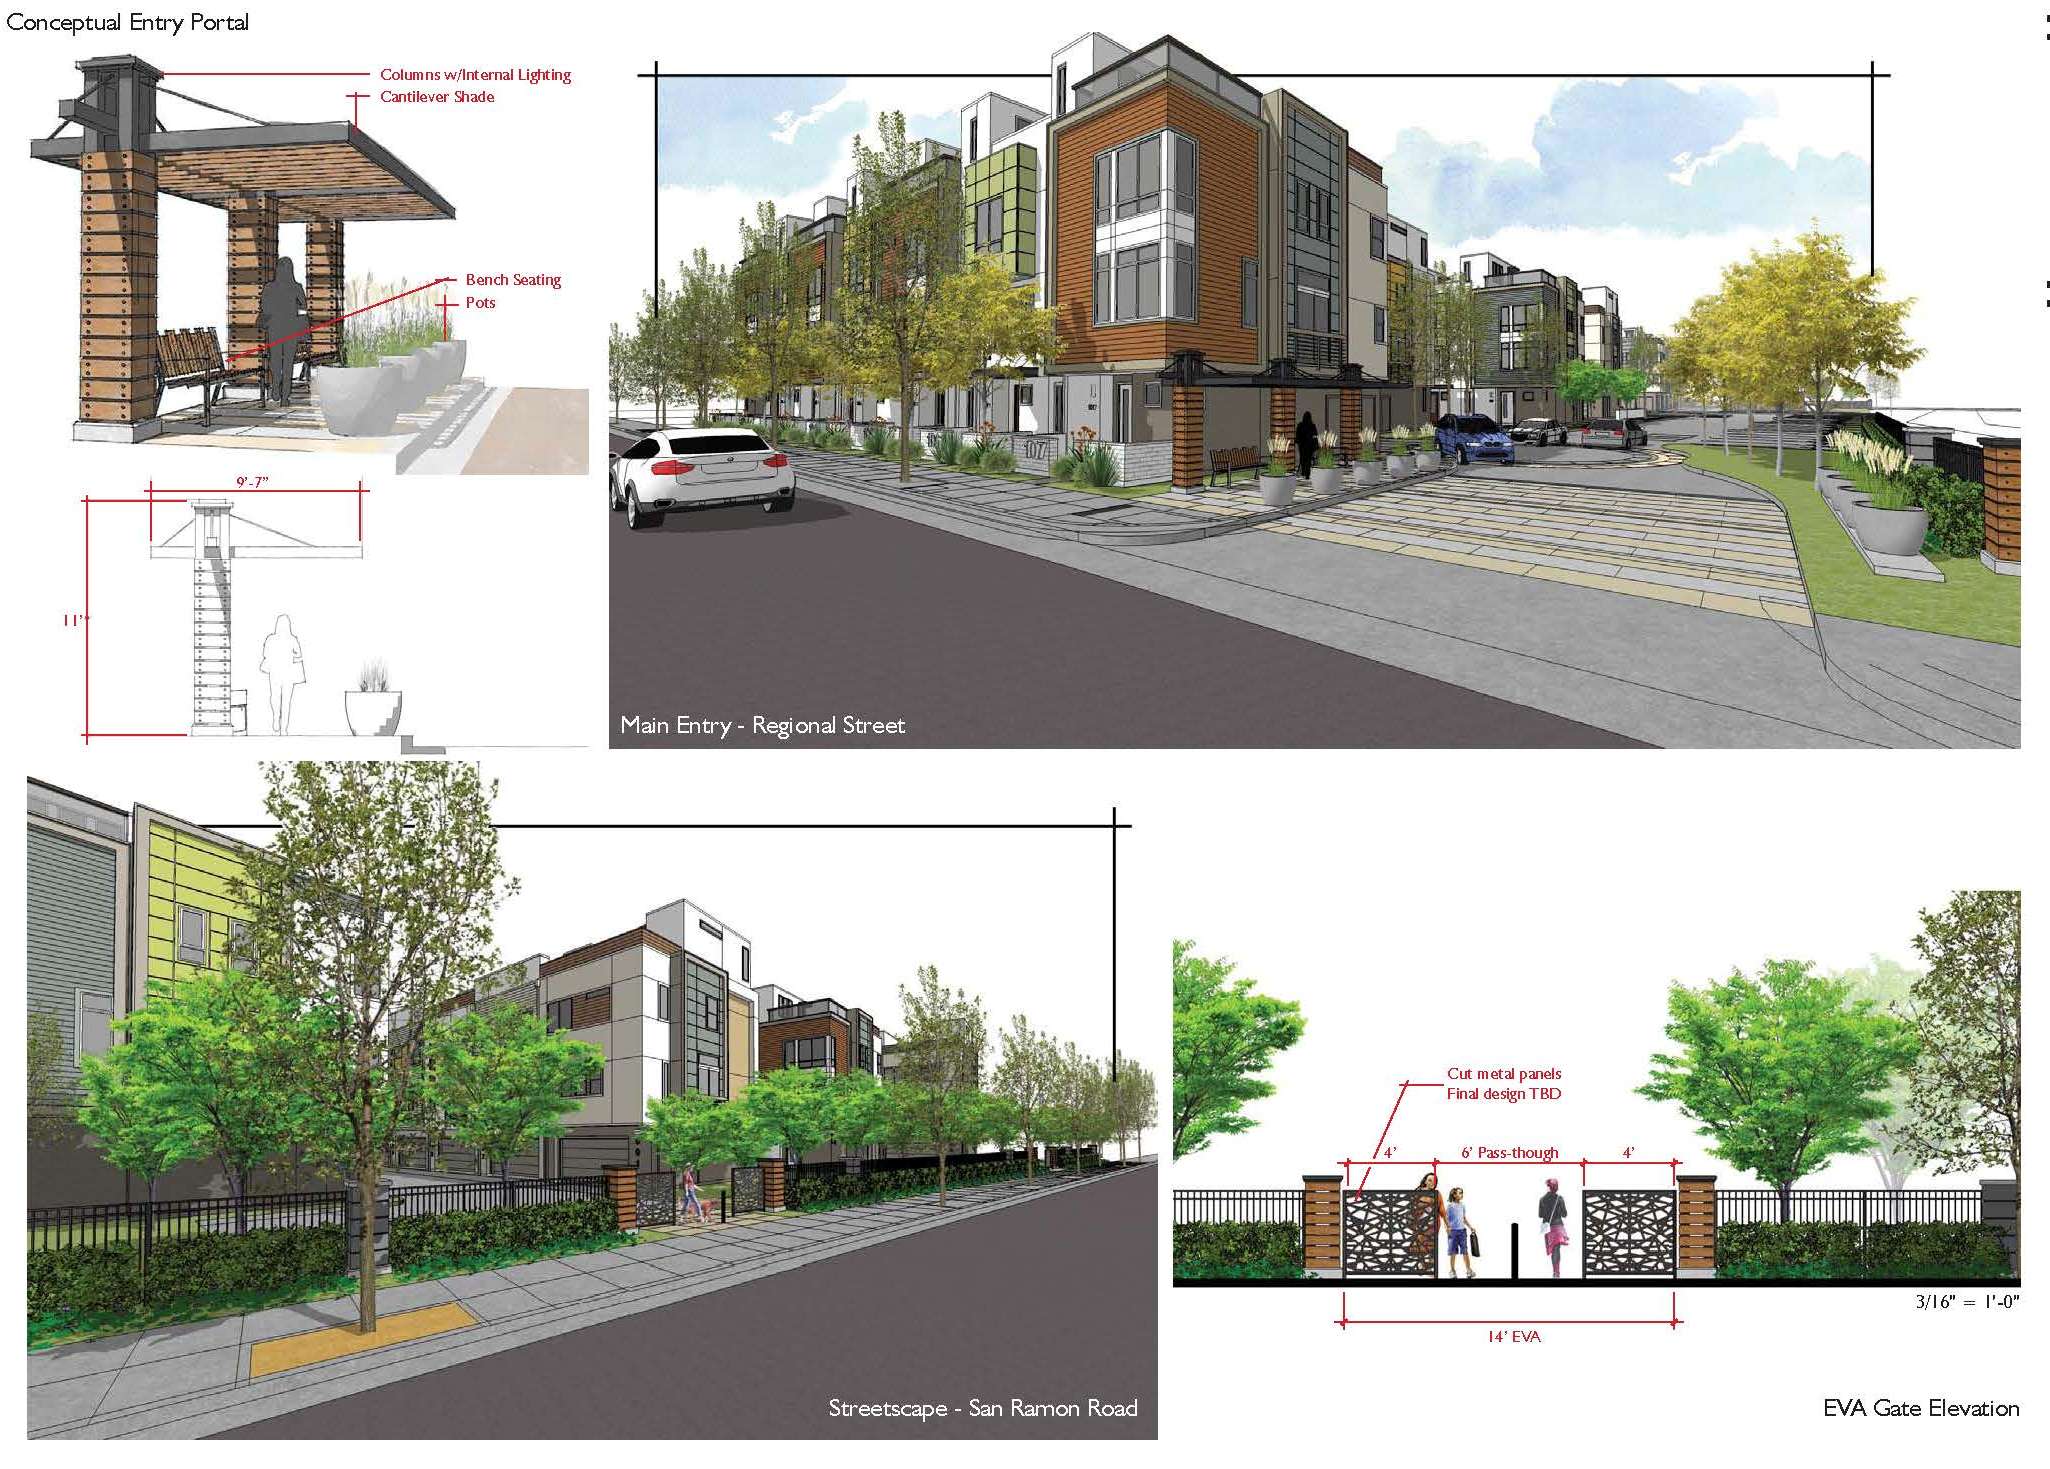 Conceptual Entry Portal
Columns w/Internal Lighting
Cantilever Shade
Bench Seating
Pots
9'-7"
11'
107
Main Entry - Regional Street
Streetscape - San Ramon Road
Cut metal panels
Final design TBD
4'
6' Pass-though
4'
14' EVA
3/16" = 1'-0"
EVA Gate Elevation